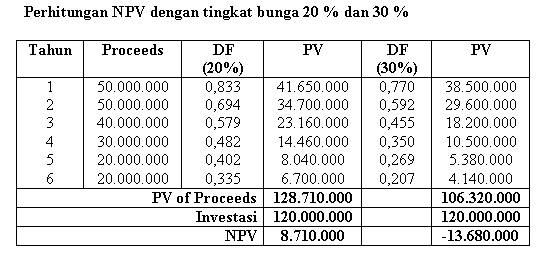 Perhitungan NPV dengan tingkat bunga 20 % dan 30 %
Tahun Proceeds DF (20%) PV DF (30%) PV
1 50.000.000 0,833 41.650.000 0,770 38.500.000
2 50.000.000 0,694 34.700.000 0,592 29.600.000
3 40.000.000 0,579 23.160.000 0,455 18.200.000
4 30.000.000 0,482 14.460.000 0,350 10.500.000
5 20.000.000 0,402 8.040.000 0,269 5.380.000
6 20.000.000 0,335 6.700.000 0,207 4.140.000
PV of Proceeds 128.710.000 106.320.000
Investasi 120.000.000 120.000.000
NPV 8.710.000 -13.680.000